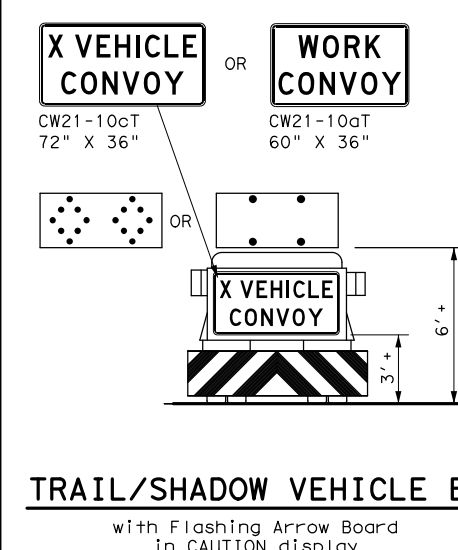 X VEHICLE
CONVOY
OR
WORK
CONVOY
CW21-10cT
72" X 36"
CW21-10aT
60" X 36"
OR
X VEHICLE
CONVOY
6'+
3'+
TRAIL/SHADOW VEHICLE B
with Flashing Arrow Board
in CAUTION display